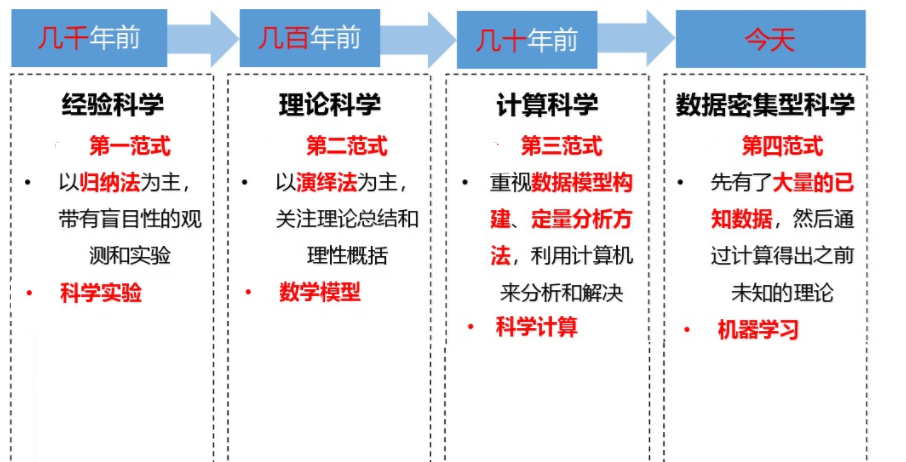 几千年前
几百年前
几十年前
今天
经验科学
第一范式
• 以归纳法为主，
带有盲目性的观
测和实验
• 科学实验
理论科学
第二范式
• 以演绎法为主，
关注理论总结和
理性概括
• 数学模型
计算科学
第三范式
• 重视数据模型构
建、定量分析方
法，利用计算机
来分析和解决
• 科学计算
数据密集型科学
第四范式
• 先有了大量的已
知数据，然后通
过计算得出之前
未知的理论
• 机器学习